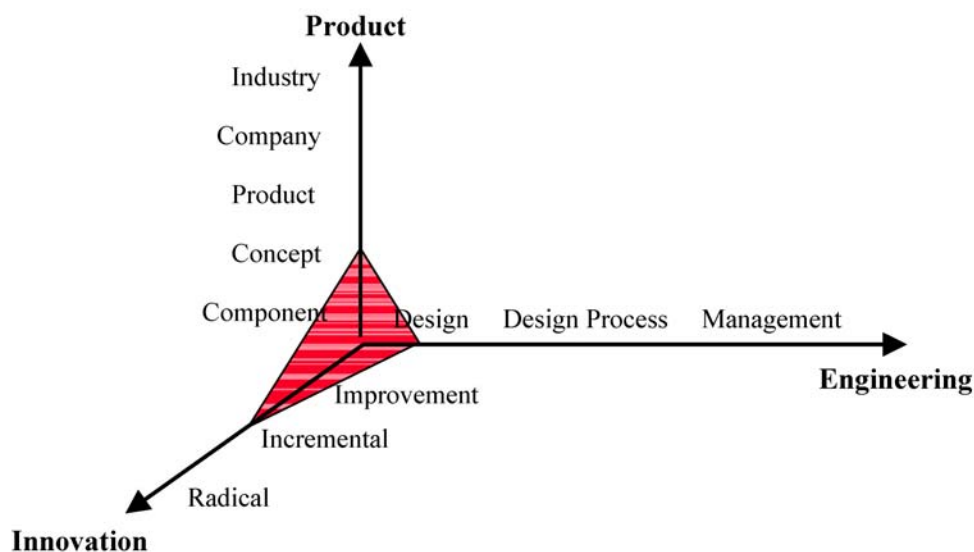 Product
Industry
Company
Product
Concept
Component
Design Design Process Management
Engineering
Improvement
Incremental
Radical
Innovation